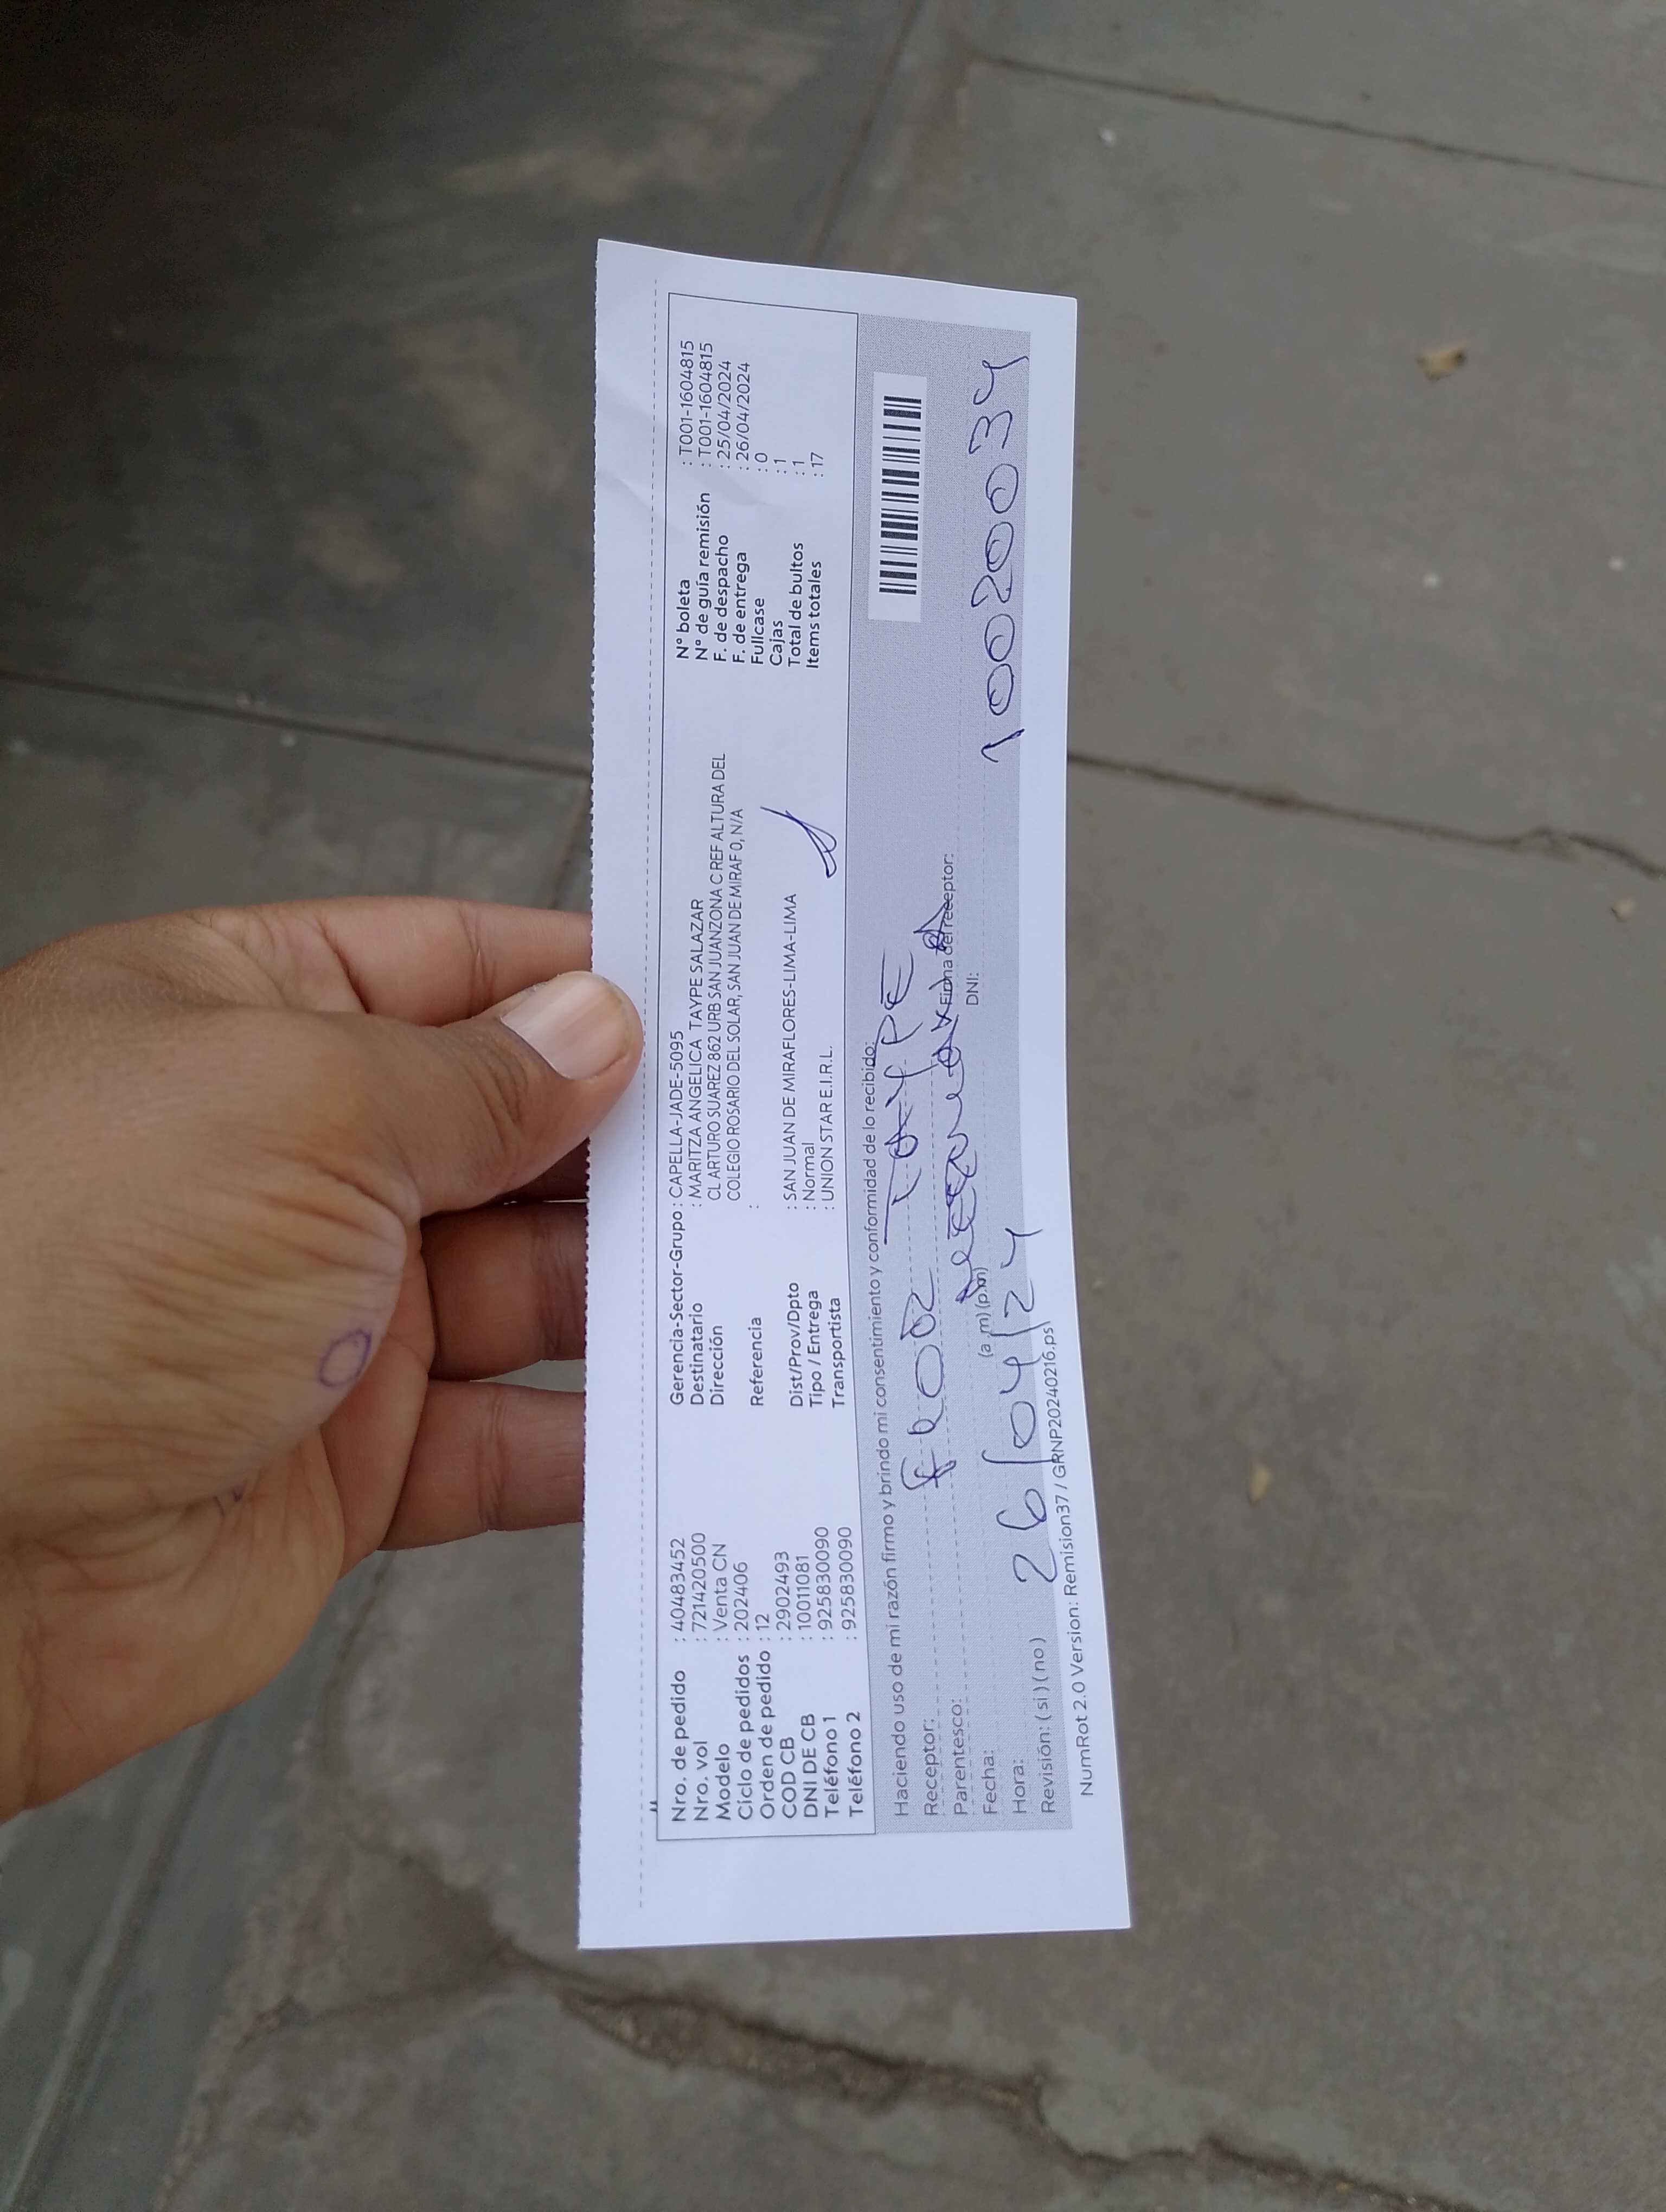 Nro. de pedido : 40483452
Nro. vol : 721420500
Modelo : Venta CN
Ciclo de pedidos : 202406
Orden de pedido : 12
COD CB : 2902493
DNI DE CB : 10011081
Teléfono 1 : 925830090
Teléfono 2 : 925830090
Gerencia-Sector-Grupo : CAPELLA-JADE-5095
Destinatario : MARITZA ANGELICA TAYPE SALAZAR
Dirección CL ARTURO SUAREZ 862 URB SAN JUANZONA C REF ALTURA DEL
COLEGIO ROSARIO DEL SOLAR, SAN JUAN DE MIRAF 0, N/A
Referencia :
Dist/Prov/Dpto : SAN JUAN DE MIRAFLORES-LIMA-LIMA
Tipo / Entrega : Normal
Transportista : UNION STAR E.I.R.L.
N° boleta : T001-1604815
N° de guía remisión : T001-1604815
F. de despacho : 25/04/2024
F. de entrega : 26/04/2024
Fullcase : 0
Cajas : 1
Total de bultos : 1
Items totales : 17
Haciendo uso de mi razón firmo y brindo mi consentimiento y conformidad de lo recibido:
Receptor: TAYPE
Parentesco:
Firma del receptor:
Fecha: 26/04/24
(a.m) (p.m)
DNI: 10020034
Hora:
Revisión: ( si ) ( no )
NumRot 2.0 Version: Remision37 / GRNP20240216.ps